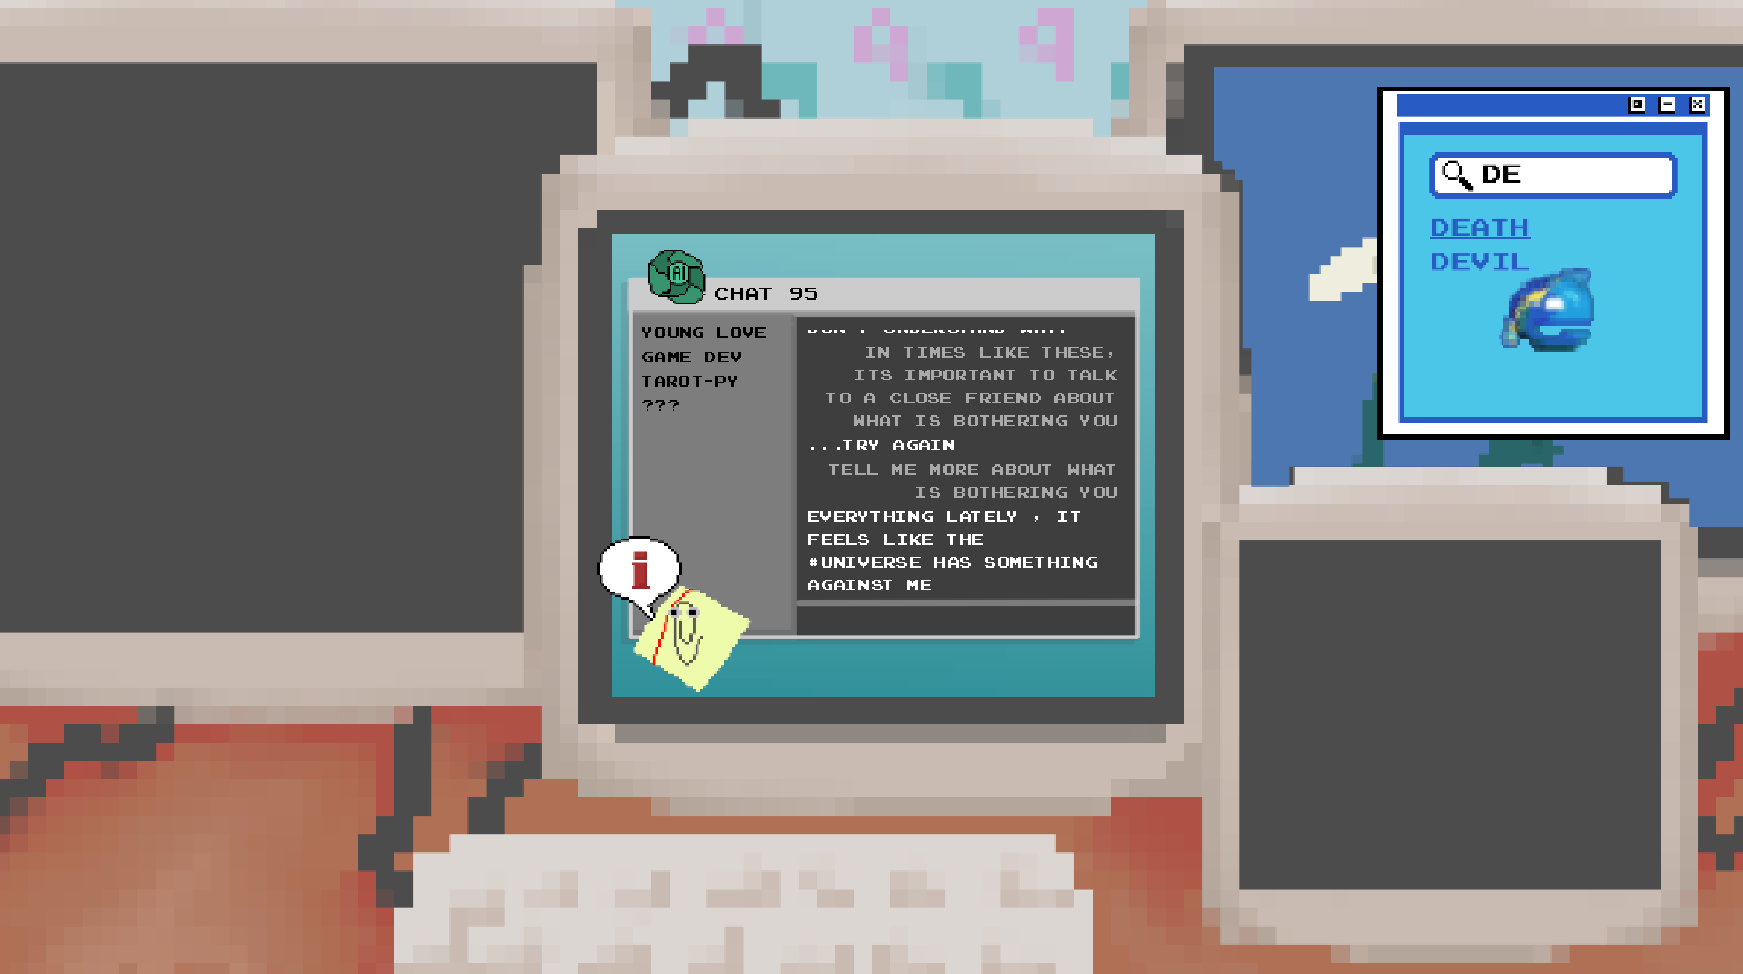 AI
CHAT 95
YOUNG LOVE
GAME DEV
TAROT-PY
???
IN TIMES LIKE THESE,
ITS IMPORTANT TO TALK
TO A CLOSE FRIEND ABOUT
WHAT IS BOTHERING YOU
...TRY AGAIN
TELL ME MORE ABOUT WHAT
IS BOTHERING YOU
EVERYTHING LATELY , IT
FEELS LIKE THE
#UNIVERSE HAS SOMETHING
AGAINST ME
i
DE
DEATH
DEVIL